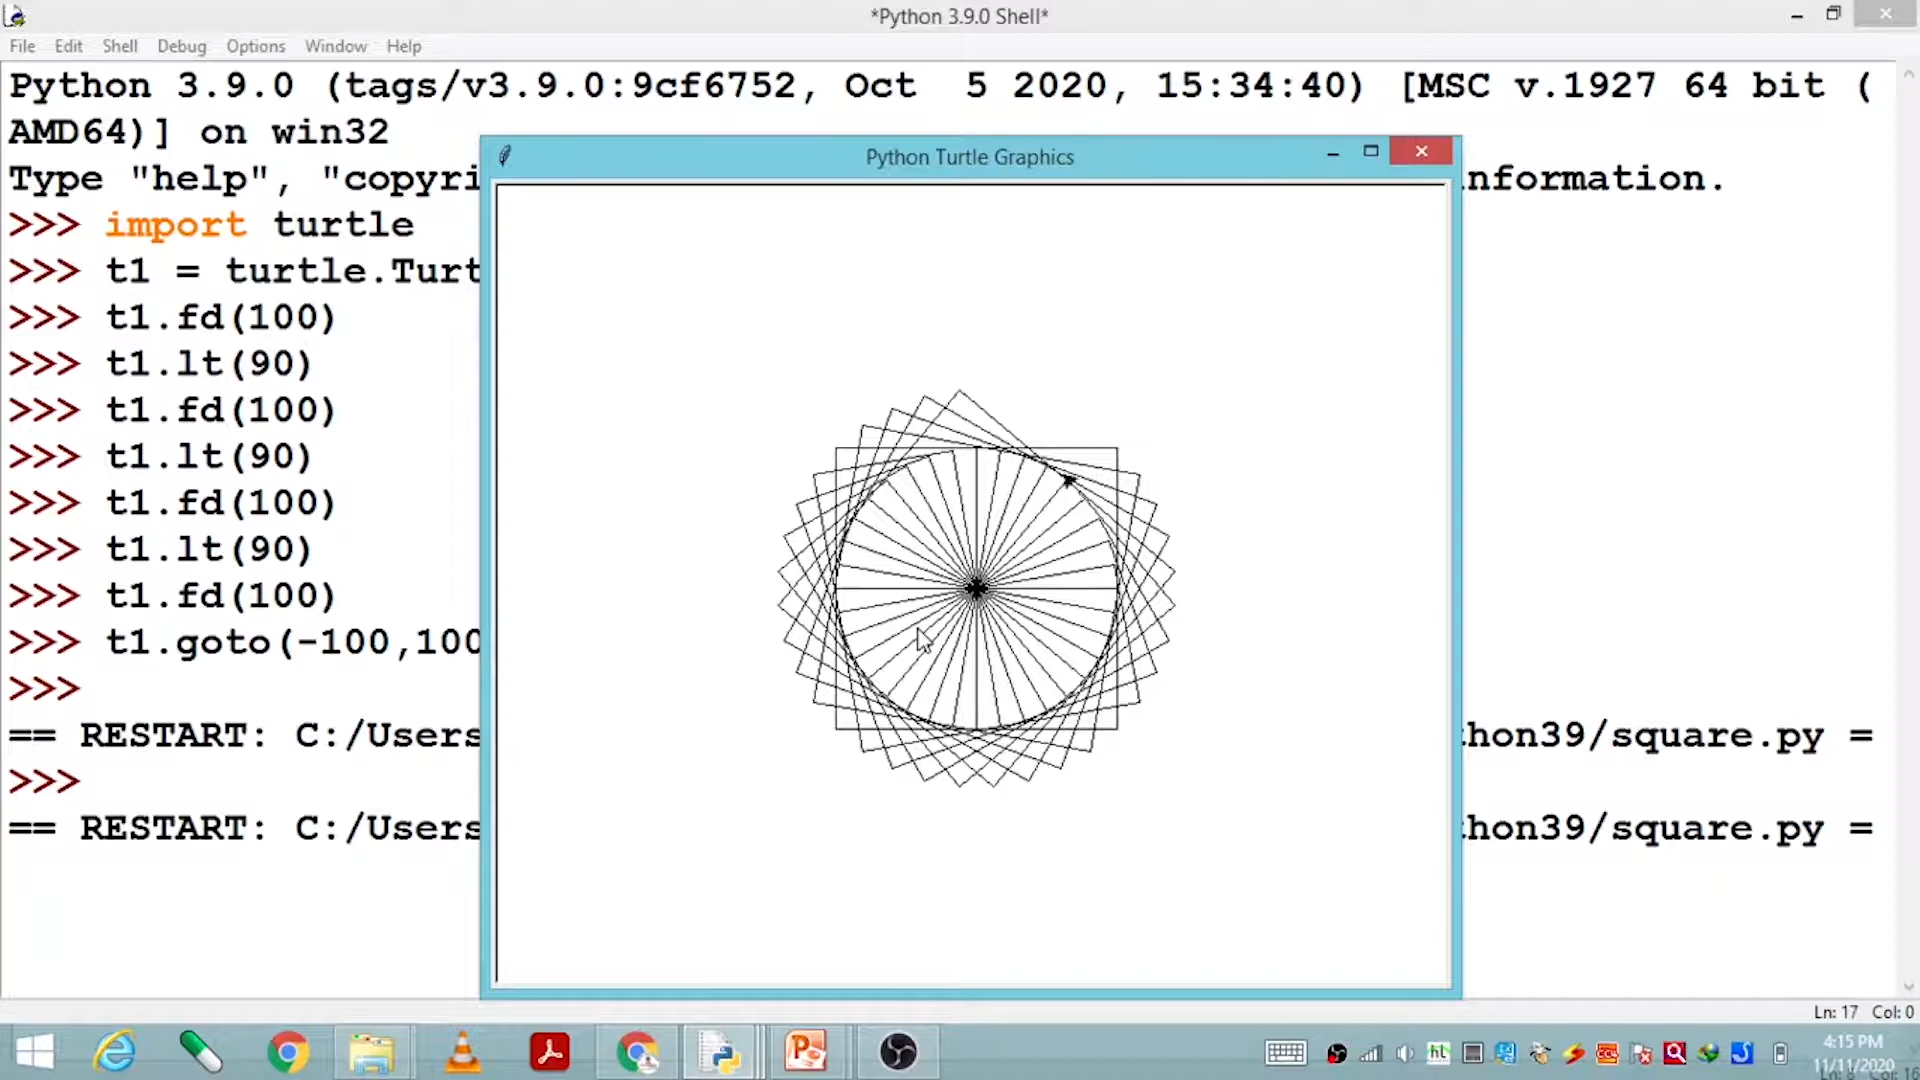 *Python 3.9.0 Shell*
File Edit Shell Debug Options Window Help
Python 3.9.0 (tags/v3.9.0:9cf6752, Oct  5 2020, 15:34:40) [MSC v.1927 64 bit (
AMD64)] on win32
Type "help", "copyri nformation.
>>> import turtle
>>> t1 = turtle.Turt
>>> t1.fd(100)
>>> t1.lt(90)
>>> t1.fd(100)
>>> t1.lt(90)
>>> t1.fd(100)
>>> t1.lt(90)
>>> t1.fd(100)
>>> t1.goto(-100,100
>>>
== RESTART: C:/Users thon39/square.py =
>>>
== RESTART: C:/Users thon39/square.py =
Python Turtle Graphics
Ln: 17 Col: 0
4:15 PM
11/11/2020